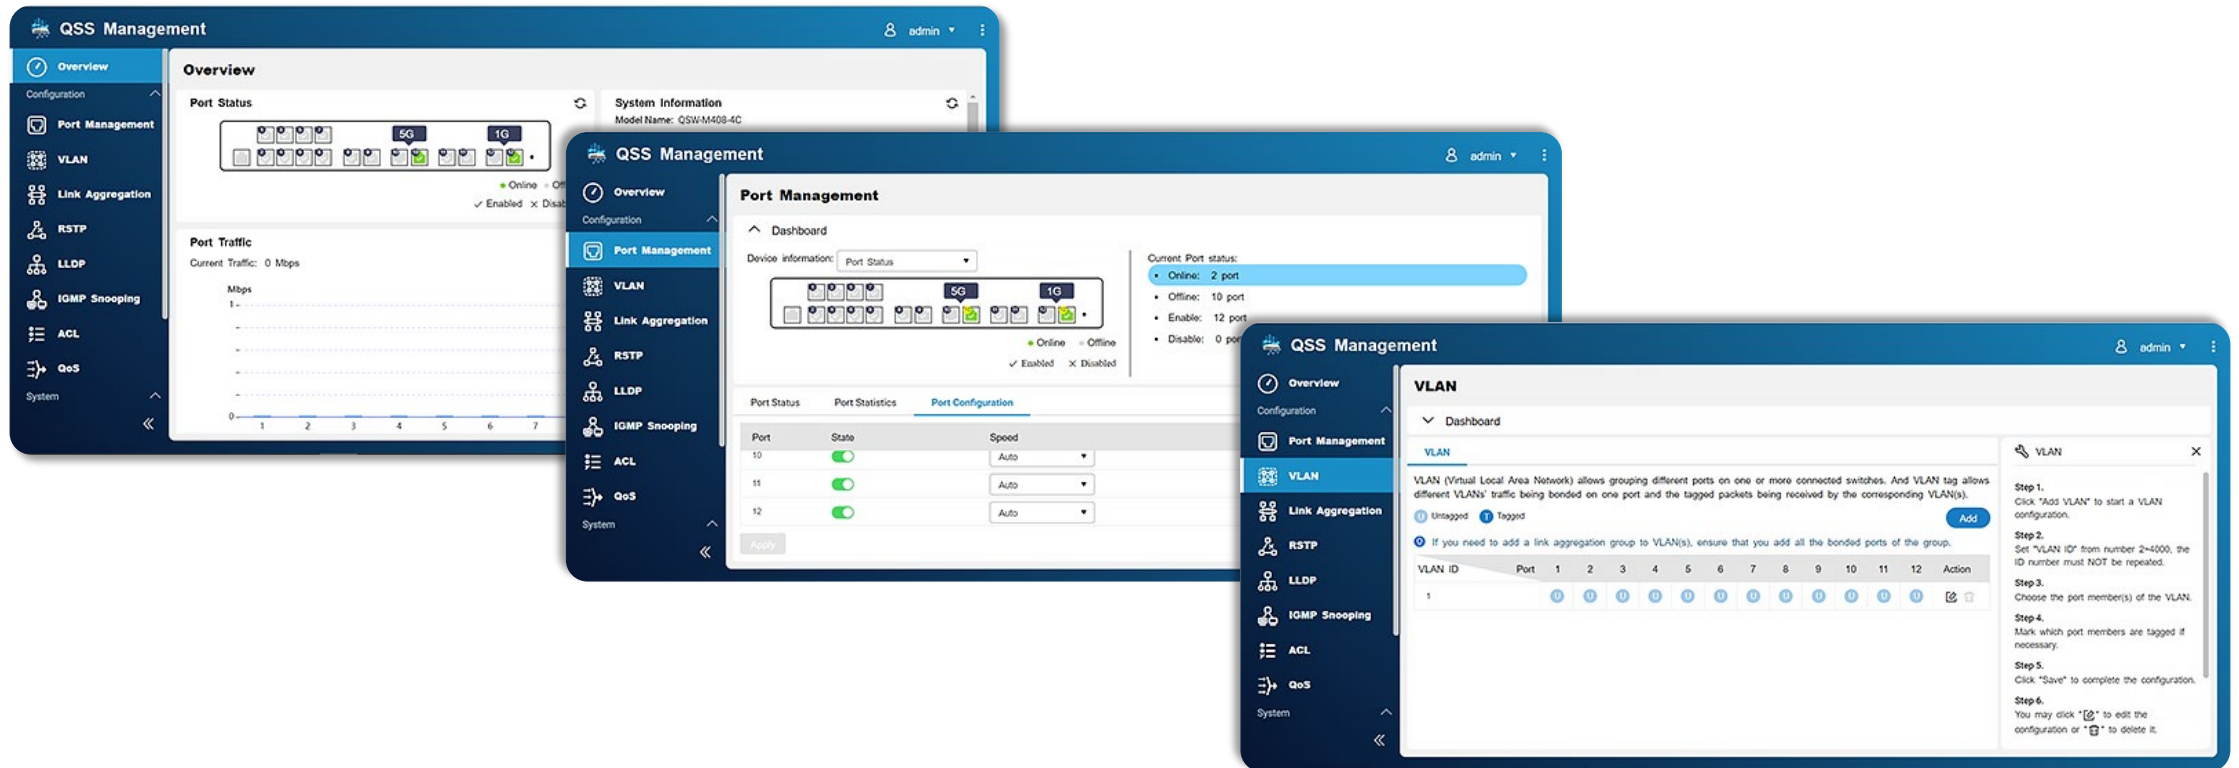 QSS Management
admin
Overview
Configuration
Port Management
VLAN
Link Aggregation
RSTP
LLDP
IGMP Snooping
ACL
QoS
System
Overview
Port Status
5G
1G
Online
Enabled
Port Traffic
Current Traffic: 0 Mbps
Mbps
1
0
1 2 3 4 5 6 7
System Information
Model Name: QSW-M408-4C
QSS Management
admin
Overview
Configuration
Port Management
VLAN
Link Aggregation
RSTP
LLDP
IGMP Snooping
ACL
QoS
System
Port Management
Dashboard
Device information: Port Status
5G
1G
Online Offline
Enabled Disabled
Current Port status:
• Online: 2 port
• Offline: 10 port
• Enable: 12 port
• Disable: 0 por
Port Status Port Statistics Port Configuration
Port State Speed
10 Auto
11 Auto
12 Auto
Apply
QSS Management
admin
Overview
Configuration
Port Management
VLAN
Link Aggregation
RSTP
LLDP
IGMP Snooping
ACL
QoS
System
VLAN
Dashboard
VLAN
VLAN (Virtual Local Area Network) allows grouping different ports on one or more connected switches. And VLAN tag allows
different VLANs' traffic being bonded on one port and the tagged packets being received by the corresponding VLAN(s).
U Untagged T Tagged
Add
If you need to add a link aggregation group to VLAN(s), ensure that you add all the bonded ports of the group.
VLAN ID Port 1 2 3 4 5 6 7 8 9 10 11 12 Action
1 U U U U U U U U U U U U
VLAN
Step 1.
Click "Add VLAN" to start a VLAN
configuration.
Step 2.
Set "VLAN ID" from number 2~4000, the
ID number must NOT be repeated.
Step 3.
Choose the port member(s) of the VLAN.
Step 4.
Mark which port members are tagged if
necessary.
Step 5.
Click "Save" to complete the configuration.
Step 6.
You may click " " to edit the
configuration or " " to delete it.